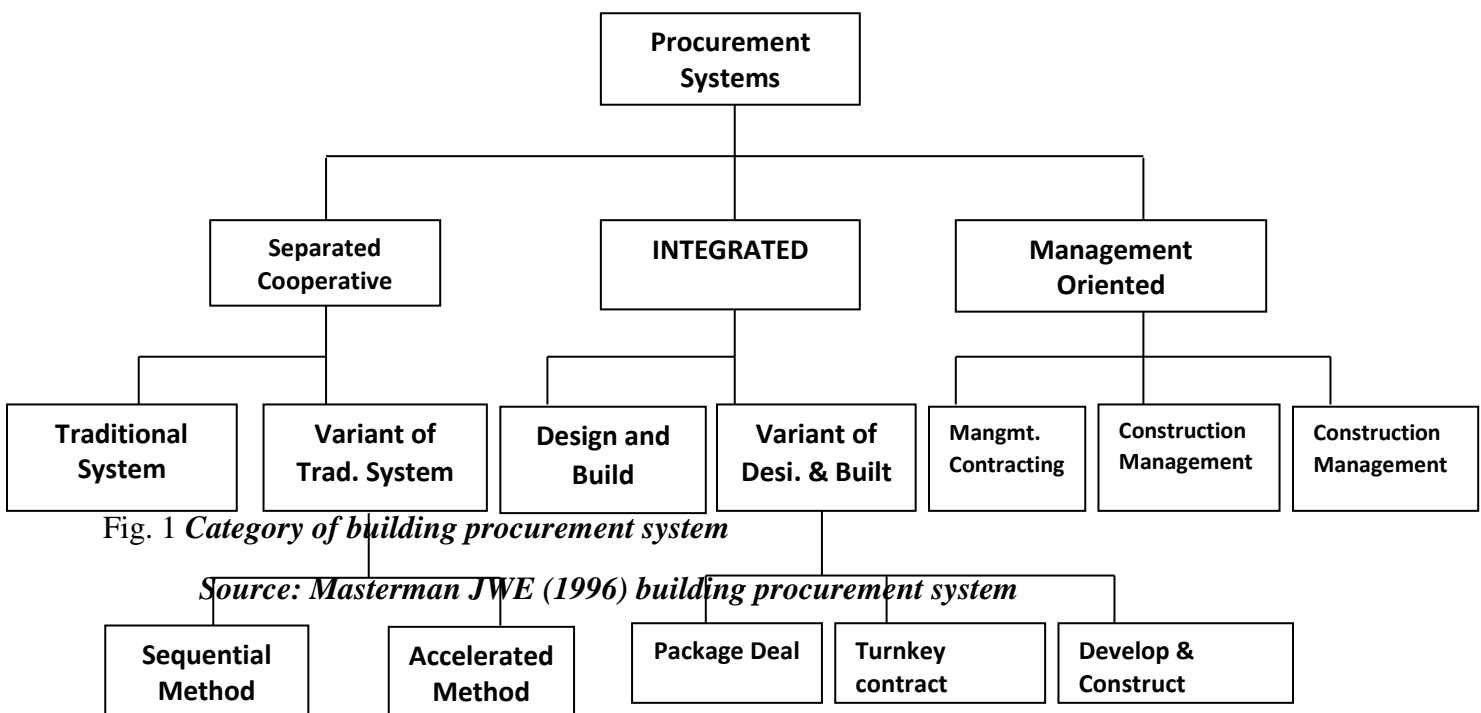 Procurement
Systems
Separated
Cooperative
INTEGRATED
Management
Oriented
Traditional
System
Variant of
Trad. System
Design and
Build
Variant of
Desi. & Built
Mangmt.
Contracting
Construction
Management
Construction
Management
Fig. 1 Category of building procurement system
Source: Masterman JWE (1996) building procurement system
Sequential
Method
Accelerated
Method
Package Deal
Turnkey
contract
Develop &
Construct